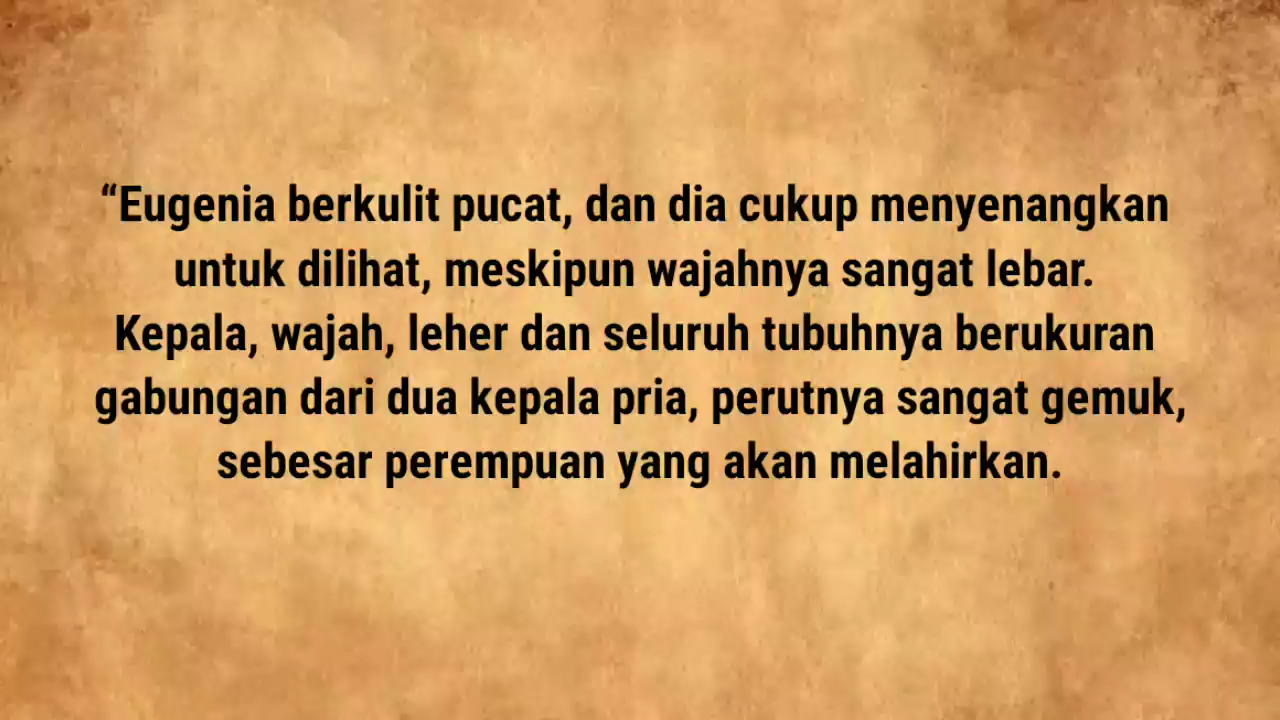 “Eugenia berkulit pucat, dan dia cukup menyenangkan
untuk dilihat, meskipun wajahnya sangat lebar.
Kepala, wajah, leher dan seluruh tubuhnya berukuran
gabungan dari dua kepala pria, perutnya sangat gemuk,
sebesar perempuan yang akan melahirkan.